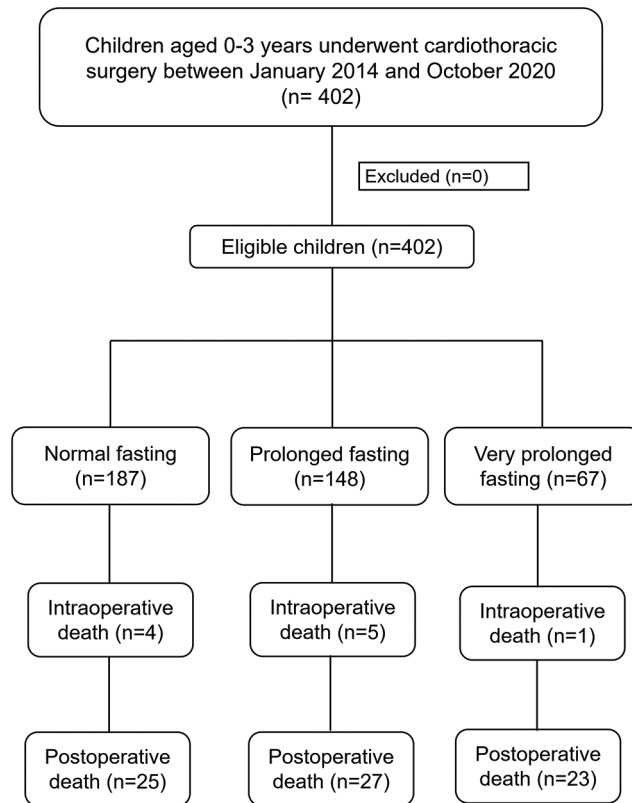 Children aged 0-3 years underwent cardiothoracic
surgery between January 2014 and October 2020
(n= 402)
Excluded (n=0)
Eligible children (n=402)
Normal fasting
(n=187)
Prolonged fasting
(n=148)
Very prolonged
fasting (n=67)
Intraoperative
death (n=4)
Intraoperative
death (n=5)
Intraoperative
death (n=1)
Postoperative
death (n=25)
Postoperative
death (n=27)
Postoperative
death (n=23)